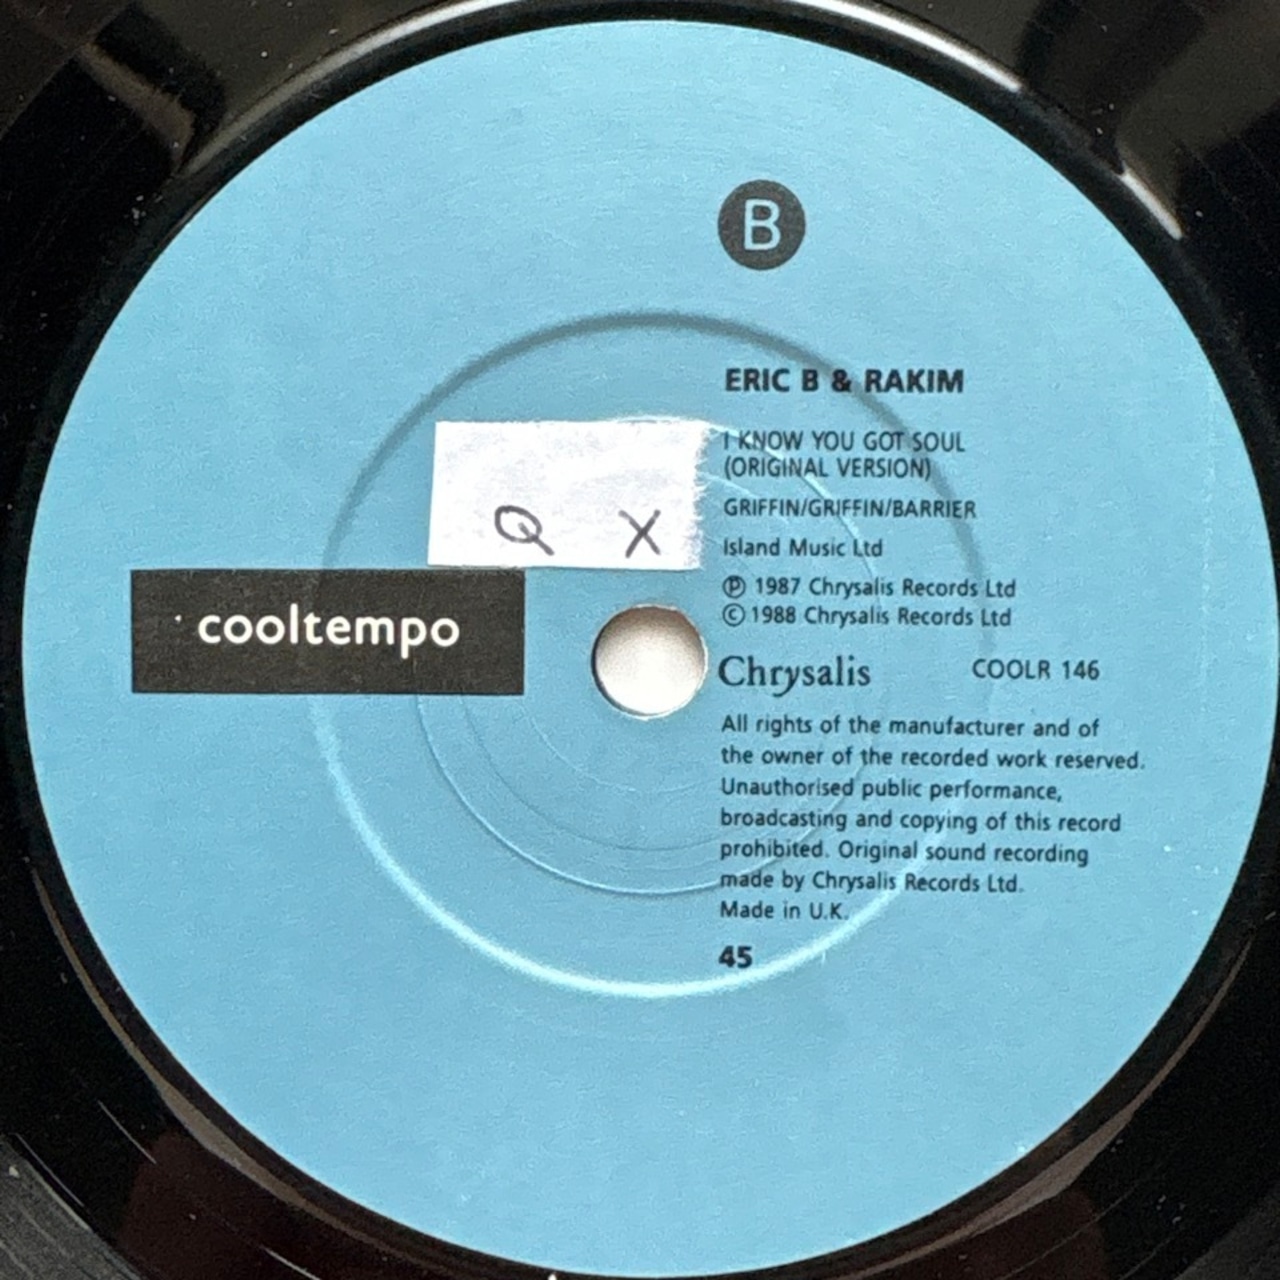 B
ERIC B & RAKIM
I KNOW YOU GOT SOUL
(ORIGINAL VERSION)
GRIFFIN/GRIFFIN/BARRIER
Island Music Ltd
℗ 1987 Chrysalis Records Ltd
© 1988 Chrysalis Records Ltd
Q X
cooltempo
Chrysalis COOLR 146
All rights of the manufacturer and of
the owner of the recorded work reserved.
Unauthorised public performance,
broadcasting and copying of this record
prohibited. Original sound recording
made by Chrysalis Records Ltd.
Made in U.K.
45